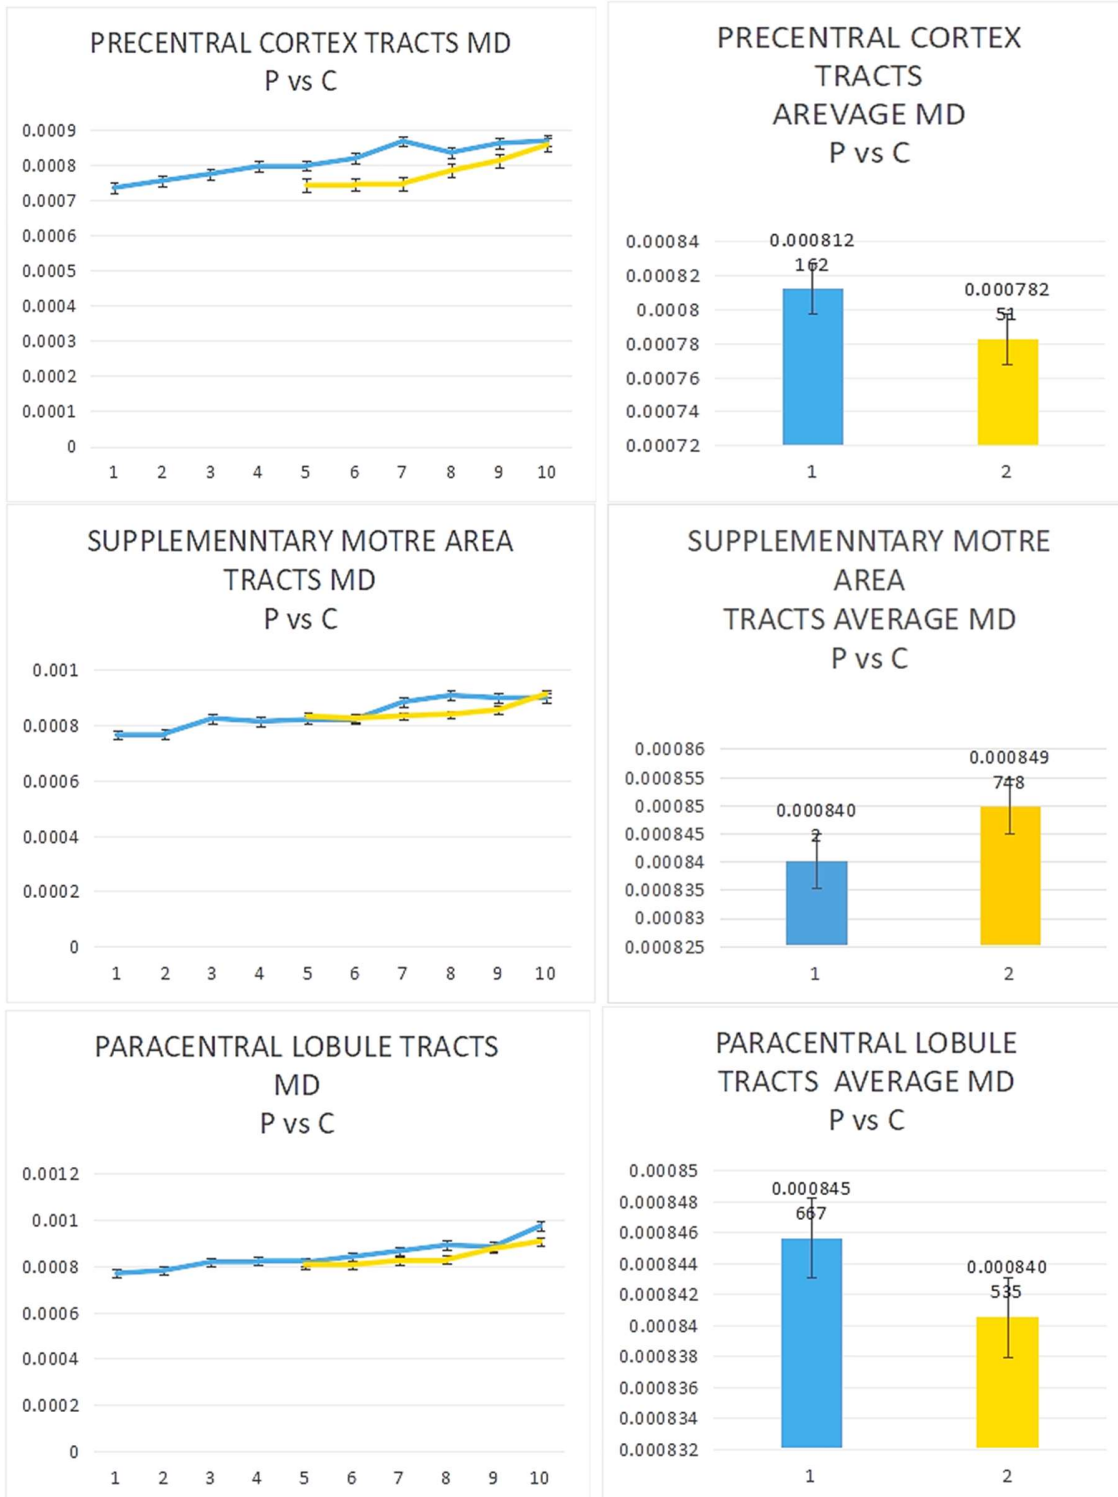 PRECENTRAL CORTEX TRACTS MD
P vs C
0.0009
0.0008
0.0007
0.0006
0.0005
0.0004
0.0003
0.0002
0.0001
0
1 2 3 4 5 6 7 8 9 10
PRECENTRAL CORTEX
TRACTS
AREVAGE MD
P vs C
0.00084
0.00082
0.0008
0.00078
0.00076
0.00074
0.00072
0.000812
162
0.000782
51
1 2
SUPPLEMENNTARY MOTRE AREA
TRACTS MD
P vs C
0.001
0.0008
0.0006
0.0004
0.0002
0
1 2 3 4 5 6 7 8 9 10
SUPPLEMENNTARY MOTRE
AREA
TRACTS AVERAGE MD
P vs C
0.00086
0.000855
0.00085
0.000845
0.00084
0.000835
0.00083
0.000825
0.000840
2
0.000849
748
1 2
PARACENTRAL LOBULE TRACTS
MD
P vs C
0.0012
0.001
0.0008
0.0006
0.0004
0.0002
0
1 2 3 4 5 6 7 8 9 10
PARACENTRAL LOBULE
TRACTS AVERAGE MD
P vs C
0.00085
0.000848
0.000846
0.000844
0.000842
0.00084
0.000838
0.000836
0.000834
0.000832
0.000845
667
0.000840
535
1 2